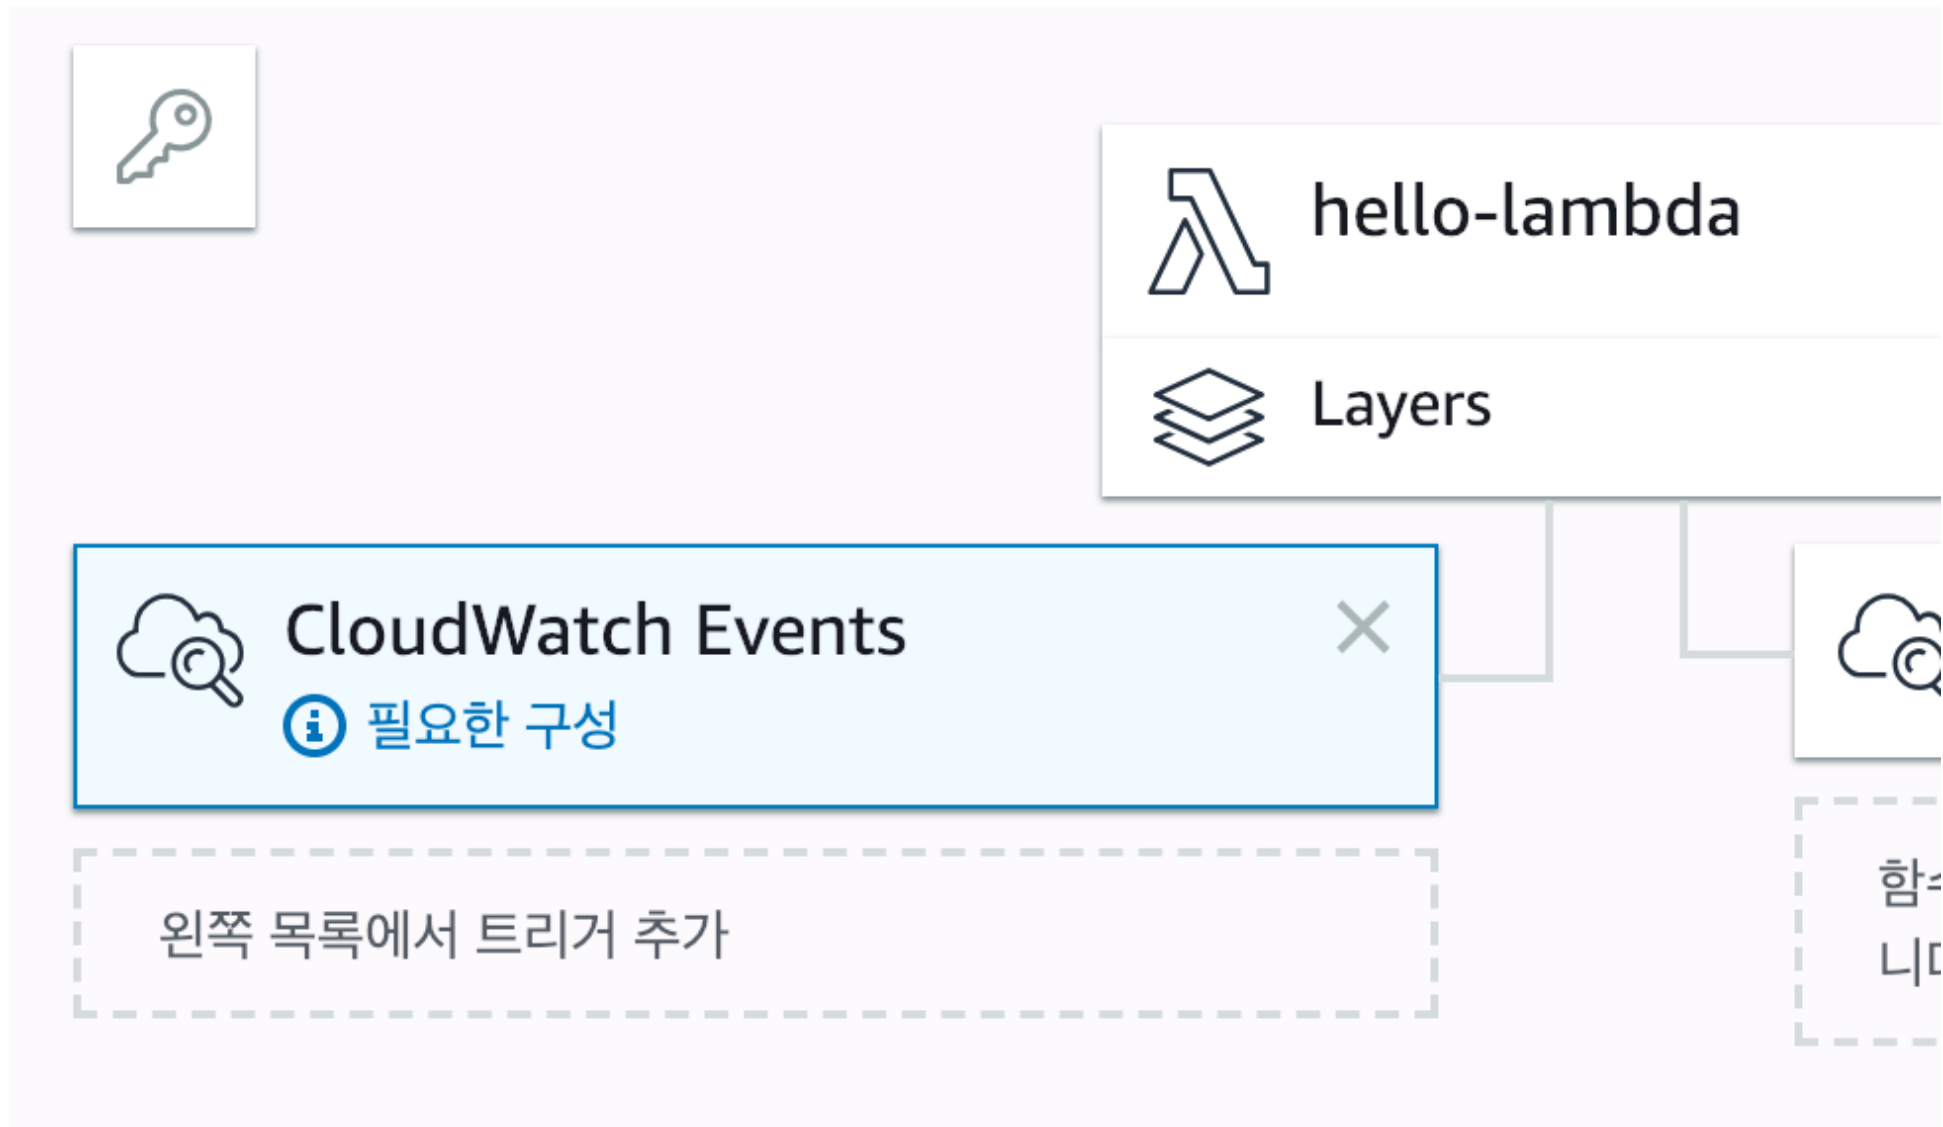 hello-lambda
Layers
CloudWatch Events
필요한 구성
왼쪽 목록에서 트리거 추가